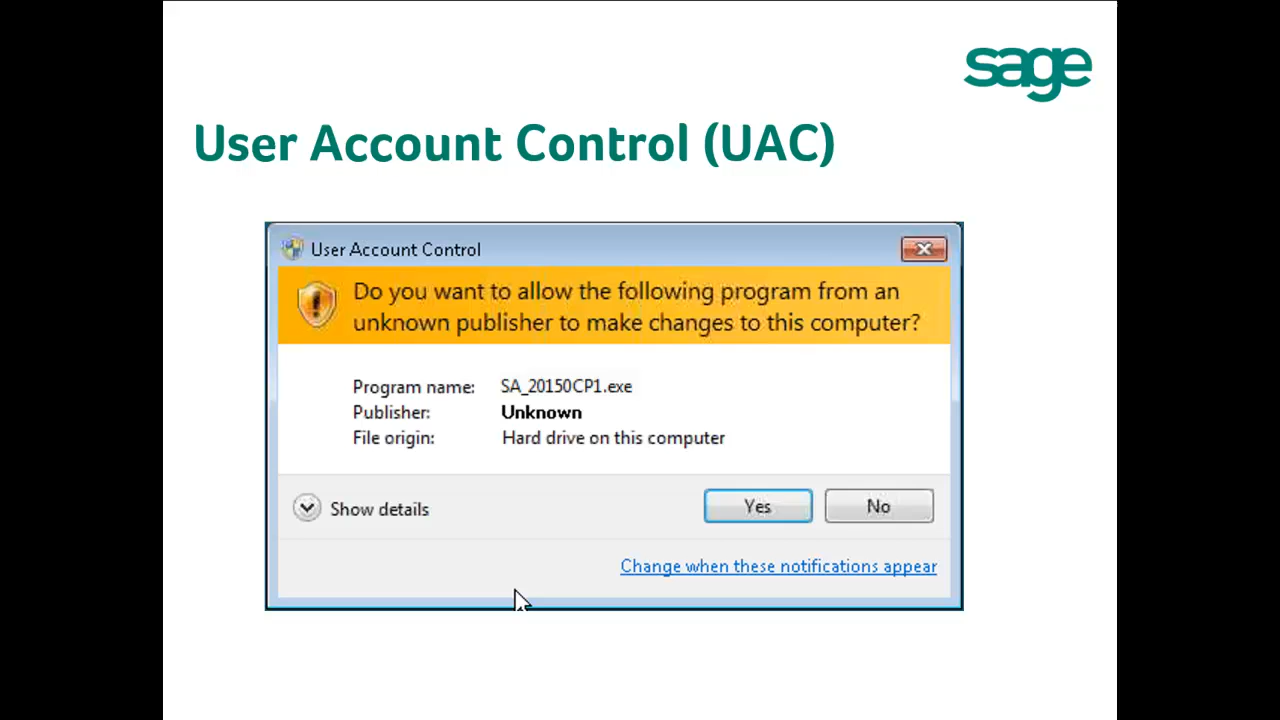 sage
User Account Control (UAC)
User Account Control
Do you want to allow the following program from an
unknown publisher to make changes to this computer?
Program name: SA_20150CP1.exe
Publisher: Unknown
File origin: Hard drive on this computer
Show details
Yes
No
Change when these notifications appear